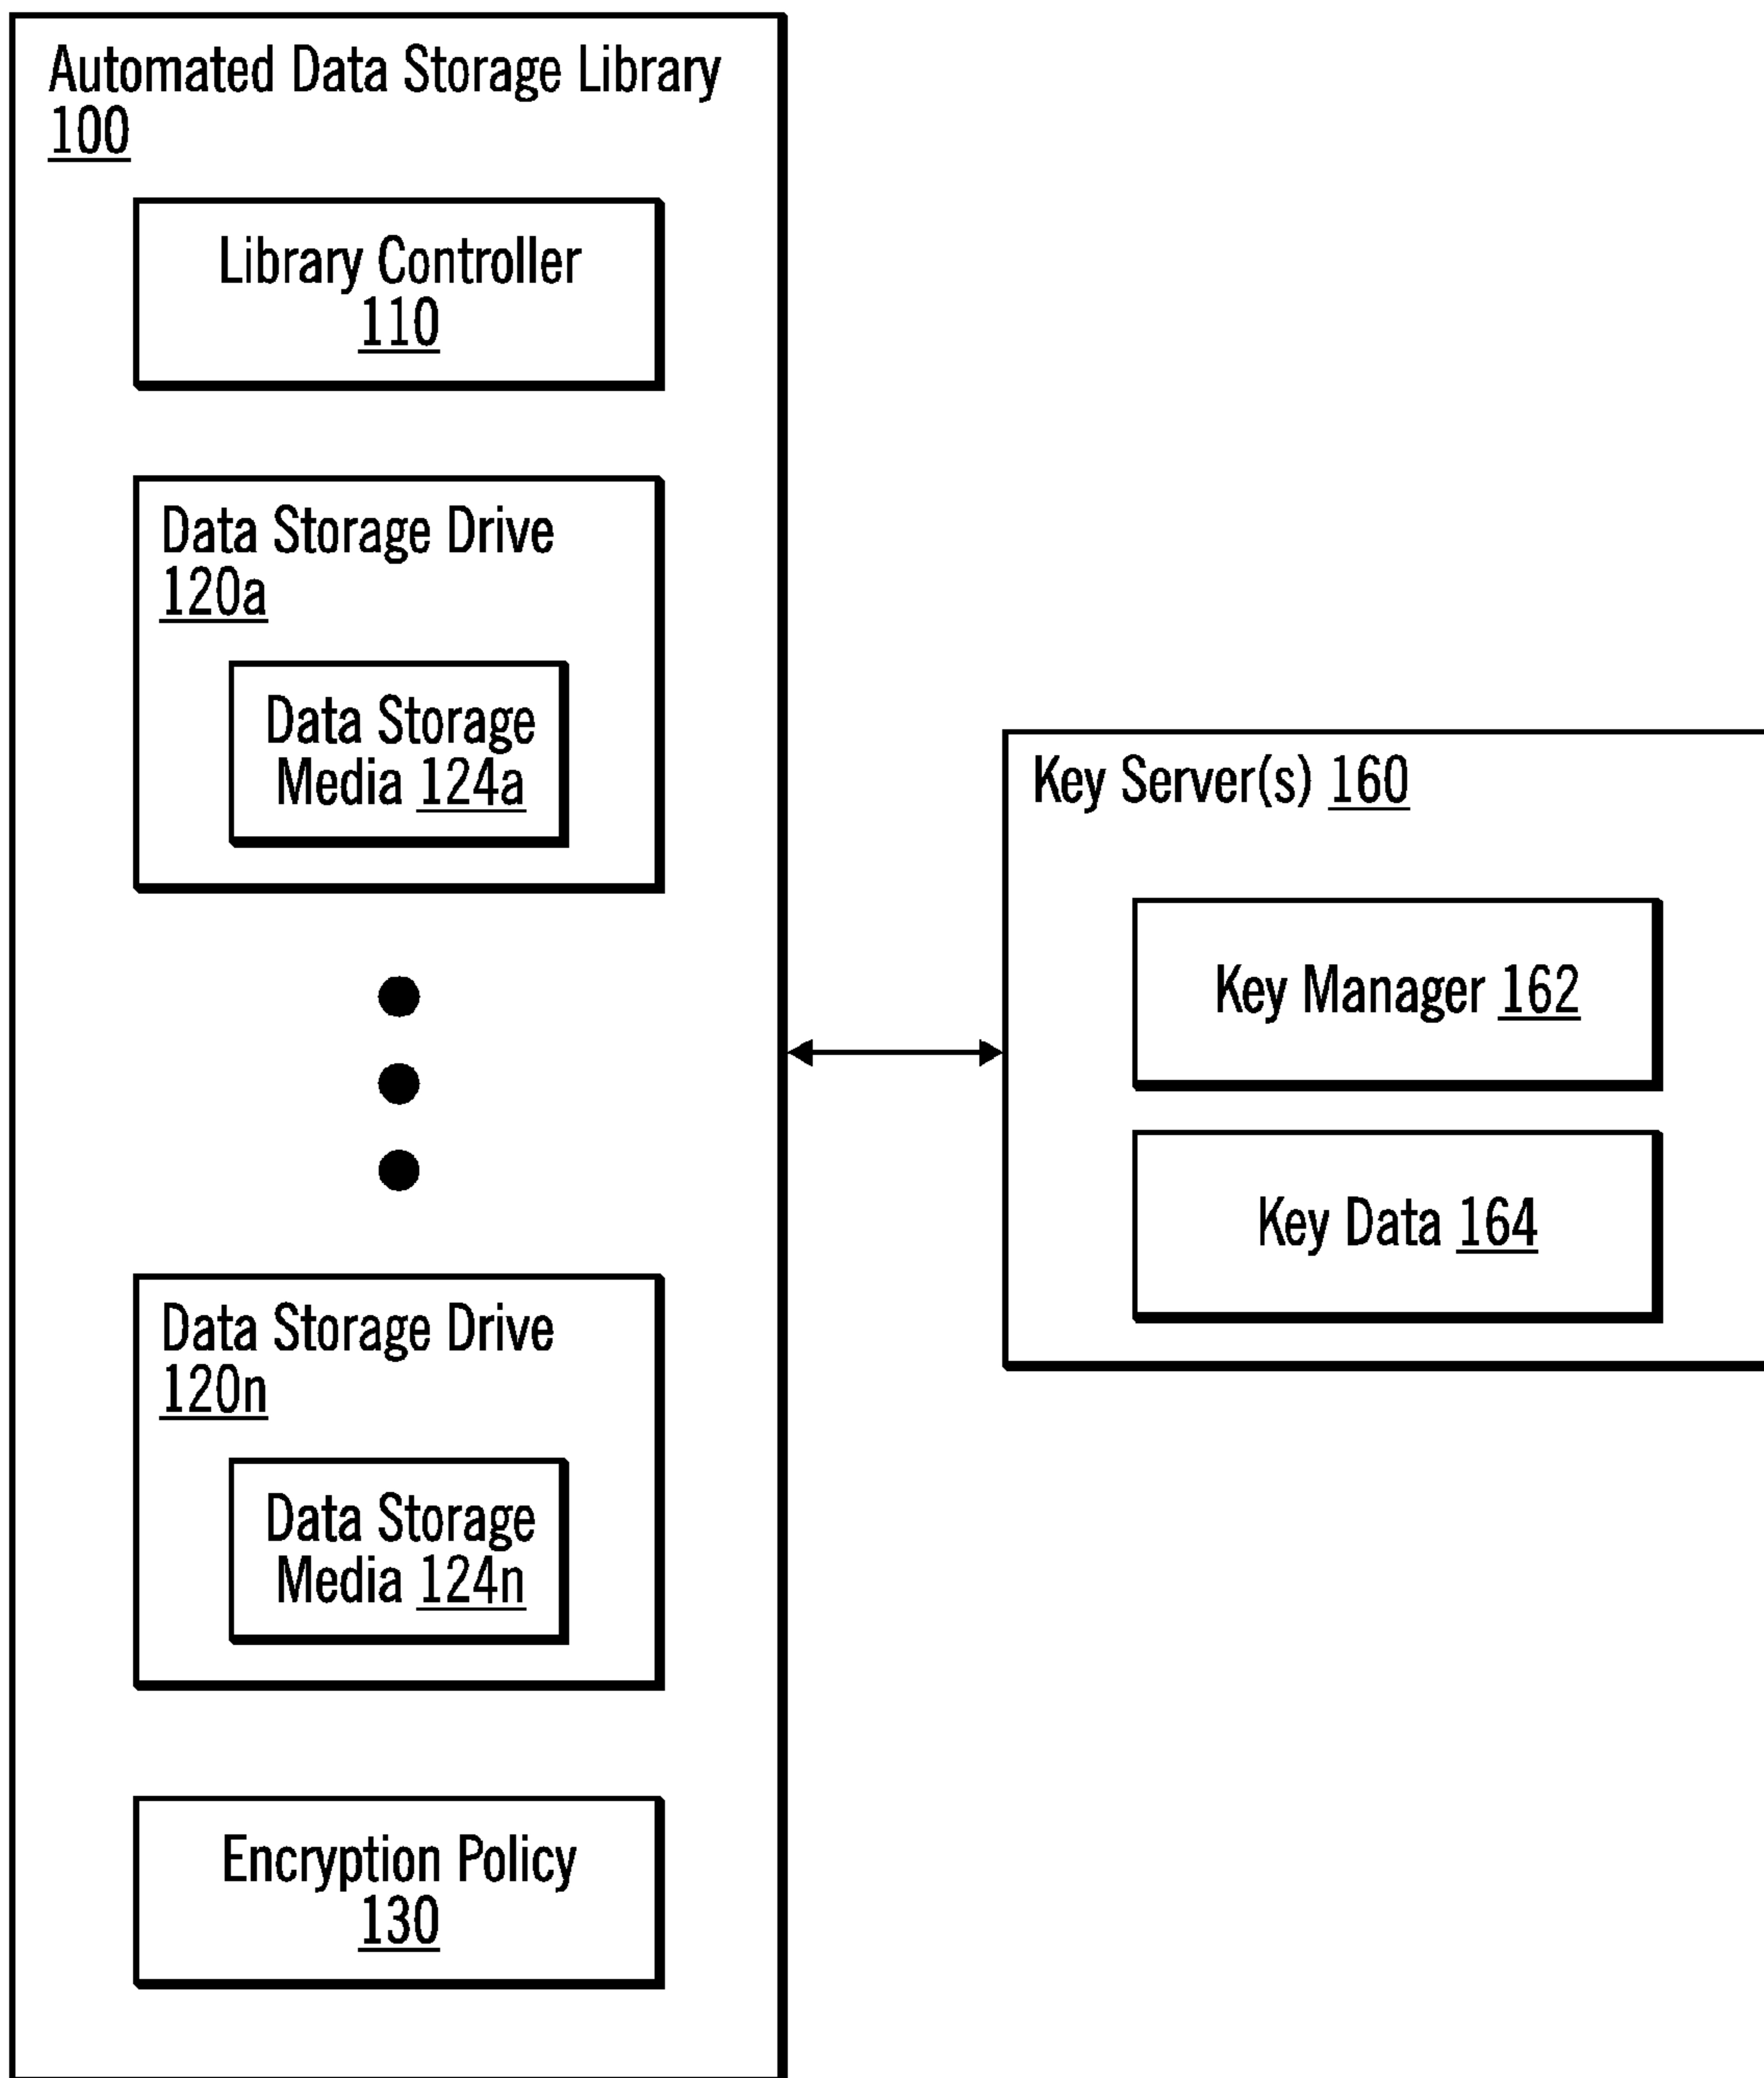 Automated Data Storage Library
100
Library Controller
110
Data Storage Drive
120a
Data Storage
Media 124a
Data Storage Drive
120n
Data Storage
Media 124n
Encryption Policy
130
Key Server(s) 160
Key Manager 162
Key Data 164